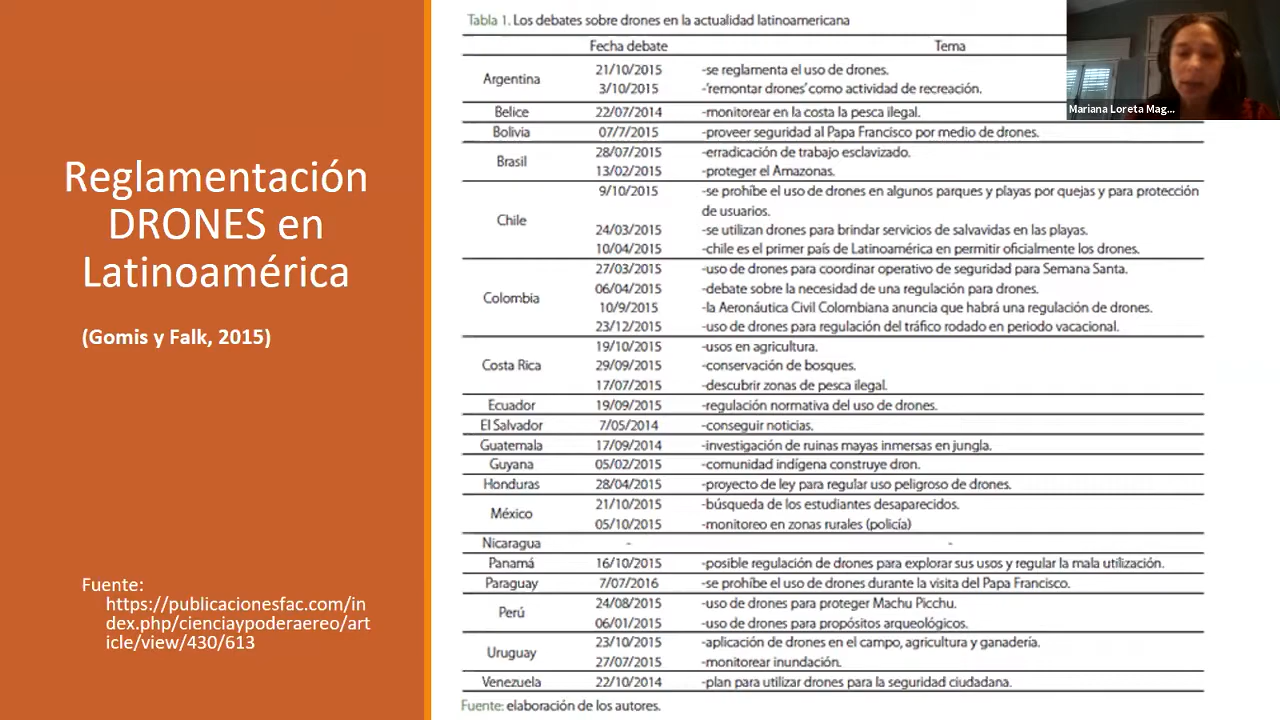 Reglamentación
DRONES en
Latinoamérica
(Gomis y Falk, 2015)
Fuente:
https://publicacionesfac.com/in
dex.php/cienciaypoderaereo/art
icle/view/430/613
Tabla 1. Los debates sobre drones en la actualidad latinoamericana
Fecha debate Tema
Argentina 21/10/2015 -se reglamenta el uso de drones.
3/10/2015 -'remontar drones' como actividad de recreación.
Belice 22/07/2014 -monitorear en la costa la pesca ilegal.
Bolivia 07/7/2015 -proveer seguridad al Papa Francisco por medio de drones.
Brasil 28/07/2015 -erradicación de trabajo esclavizado.
13/02/2015 -proteger el Amazonas.
Chile 9/10/2015 -se prohíbe el uso de drones en algunos parques y playas por quejas y para protección
de usuarios.
24/03/2015 -se utilizan drones para brindar servicios de salvavidas en las playas.
10/04/2015 -chile es el primer país de Latinoamérica en permitir oficialmente los drones.
Colombia 27/03/2015 -uso de drones para coordinar operativo de seguridad para Semana Santa.
06/04/2015 -debate sobre la necesidad de una regulación para drones.
10/9/2015 -la Aeronáutica Civil Colombiana anuncia que habrá una regulación de drones.
23/12/2015 -uso de drones para regulación del tráfico rodado en periodo vacacional.
Costa Rica 19/10/2015 -usos en agricultura.
29/09/2015 -conservación de bosques.
17/07/2015 -descubrir zonas de pesca ilegal.
Ecuador 19/09/2015 -regulación normativa del uso de drones.
El Salvador 7/05/2014 -conseguir noticias.
Guatemala 17/09/2014 -investigación de ruinas mayas inmersas en jungla.
Guyana 05/02/2015 -comunidad indígena construye dron.
Honduras 28/04/2015 -proyecto de ley para regular uso peligroso de drones.
México 21/10/2015 -búsqueda de los estudiantes desaparecidos.
05/10/2015 -monitoreo en zonas rurales (policía)
Nicaragua - -
Panamá 16/10/2015 -posible regulación de drones para explorar sus usos y regular la mala utilización.
Paraguay 7/07/2016 -se prohíbe el uso de drones durante la visita del Papa Francisco.
Perú 24/08/2015 -uso de drones para proteger Machu Picchu.
06/01/2015 -uso de drones para propósitos arqueológicos.
Uruguay 23/10/2015 -aplicación de drones en el campo, agricultura y ganadería.
27/07/2015 -monitorear inundación.
Venezuela 22/10/2014 -plan para utilizar drones para la seguridad ciudadana.
Fuente: elaboración de los autores.
Mariana Loreta Mag...